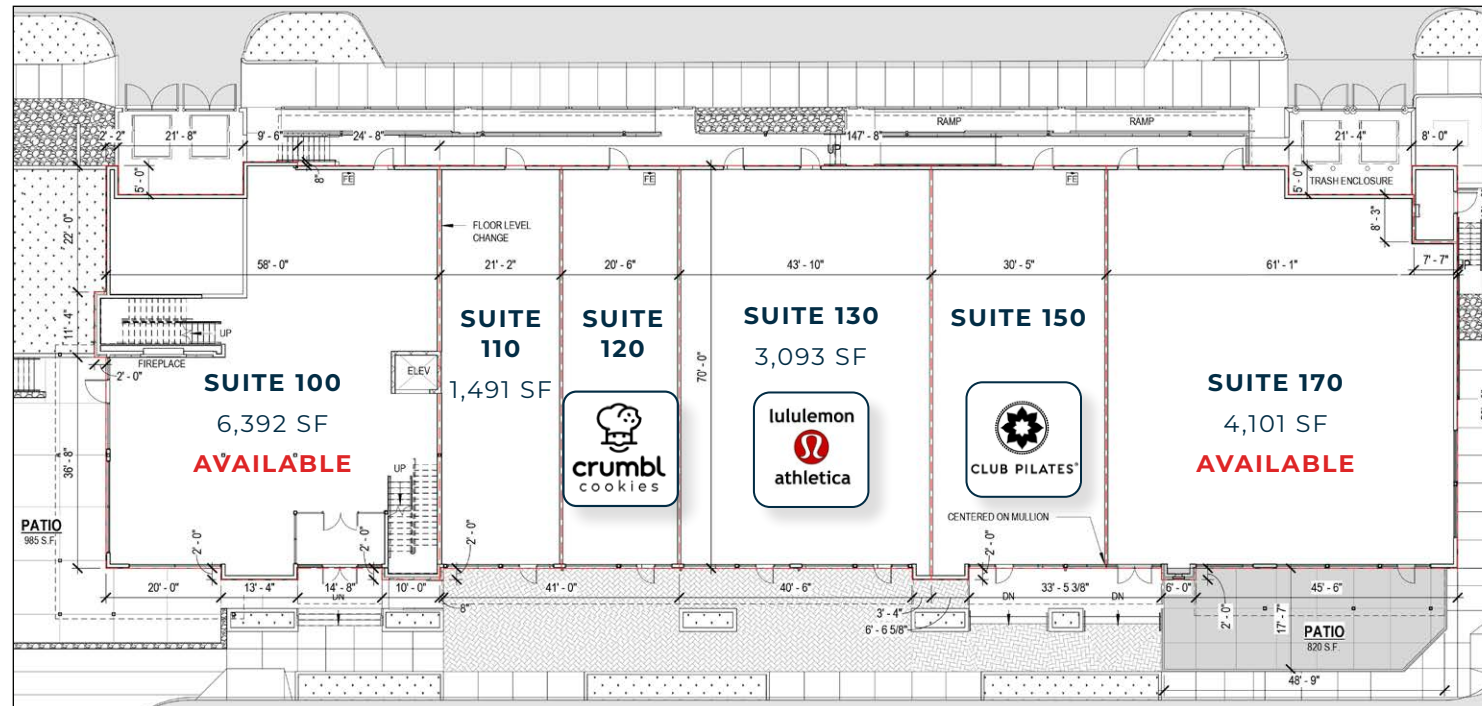 RAMP
RAMP
2' - 2"
21' - 8"
9' - 6"
24' - 8"
147' - 8"
UP
21' - 4"
8' - 0"
5' - 0"
8"
FE
FE
FE
5' - 0"
TRASH ENCLOSURE
22' - 0"
FLOOR LEVEL
CHANGE
8' - 3"
58' - 0"
21' - 2"
20' - 6"
43' - 10"
30' - 5"
61' - 1"
7' - 7"
11' - 4"
UP
FIREPLACE
2' - 0"
ELEV
70' - 0"
SUITE 100
6,392 SF
AVAILABLE
SUITE
110
1,491 SF
SUITE
120
crumbl
cookies
SUITE 130
3,093 SF
lululemon
athletica
SUITE 150
CLUB PILATES®
SUITE 170
4,101 SF
AVAILABLE
36' - 8"
UP
PATIO
985 S.F.
CENTERED ON MULLION
2' - 0"
2' - 0"
2' - 0"
2' - 0"
20' - 0"
13' - 4"
14' - 8"
10' - 0"
41' - 0"
40' - 6"
33' - 5 3/8"
6' - 0"
45' - 6"
DN
8"
3' - 4"
6' - 6 5/8"
DN
DN
2' - 0"
17' - 7"
PATIO
820 S.F.
48' - 9"